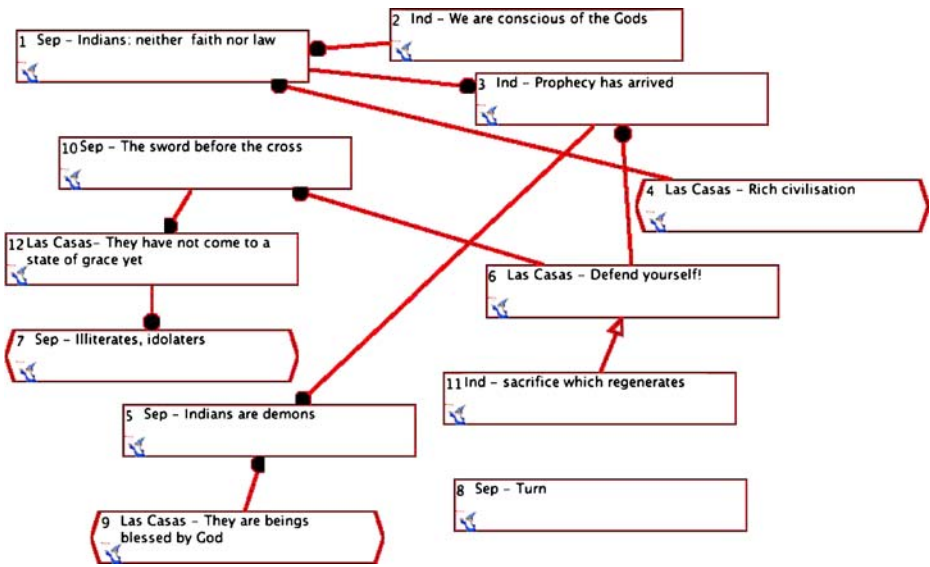 2 Ind - We are conscious of the Gods
1 Sep - Indians: neither faith nor law
3 Ind - Prophecy has arrived
10 Sep - The sword before the cross
4 Las Casas - Rich civilisation
12 Las Casas- They have not come to a
state of grace yet
6 Las Casas - Defend yourself!
7 Sep - Illiterates, idolaters
11 Ind - sacrifice which regenerates
5 Sep - Indians are demons
8 Sep - Turn
9 Las Casas - They are beings
blessed by God